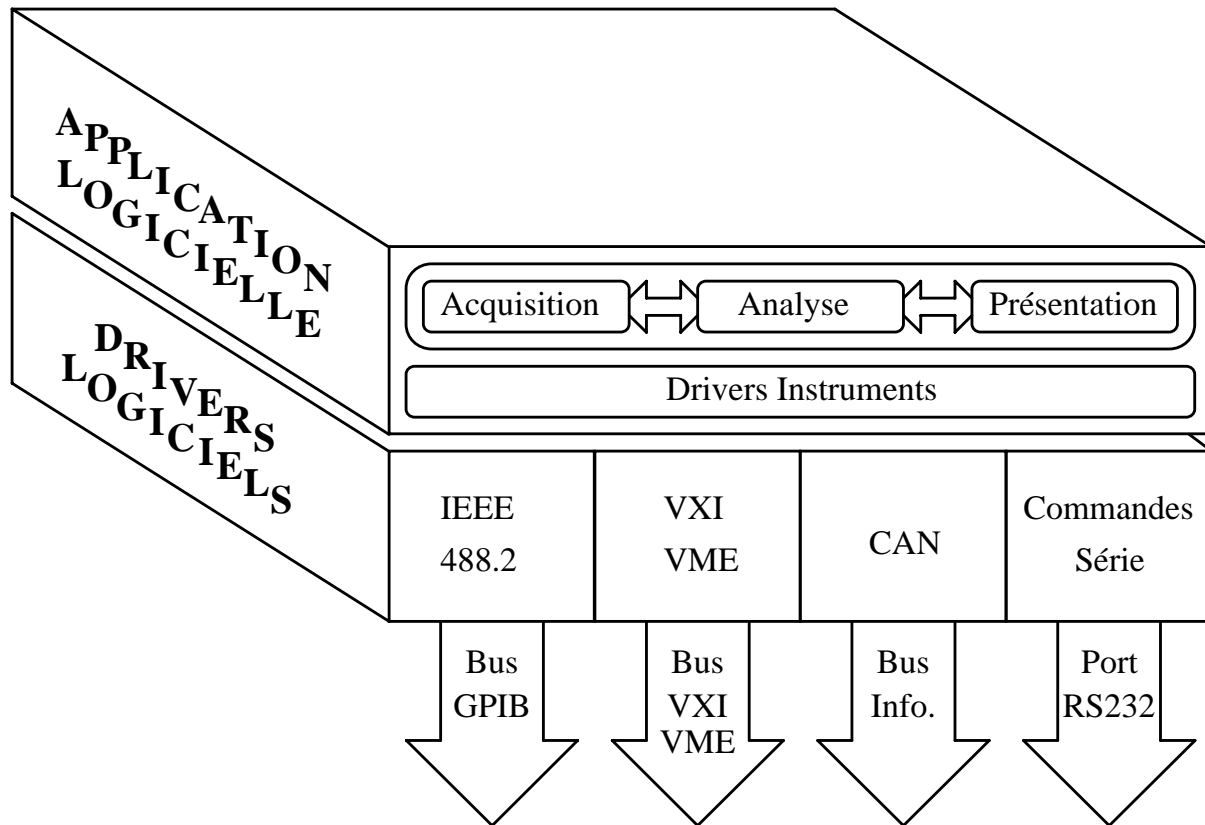 APPLICATION
LOGICIELLE
Acquisition
Analyse
Présentation
Drivers Instruments
DRIVERS
LOGICIELS
IEEE
488.2
VXI
VME
CAN
Commandes
Série
Bus
GPIB
Bus
VXI
VME
Bus
Info.
Port
RS232